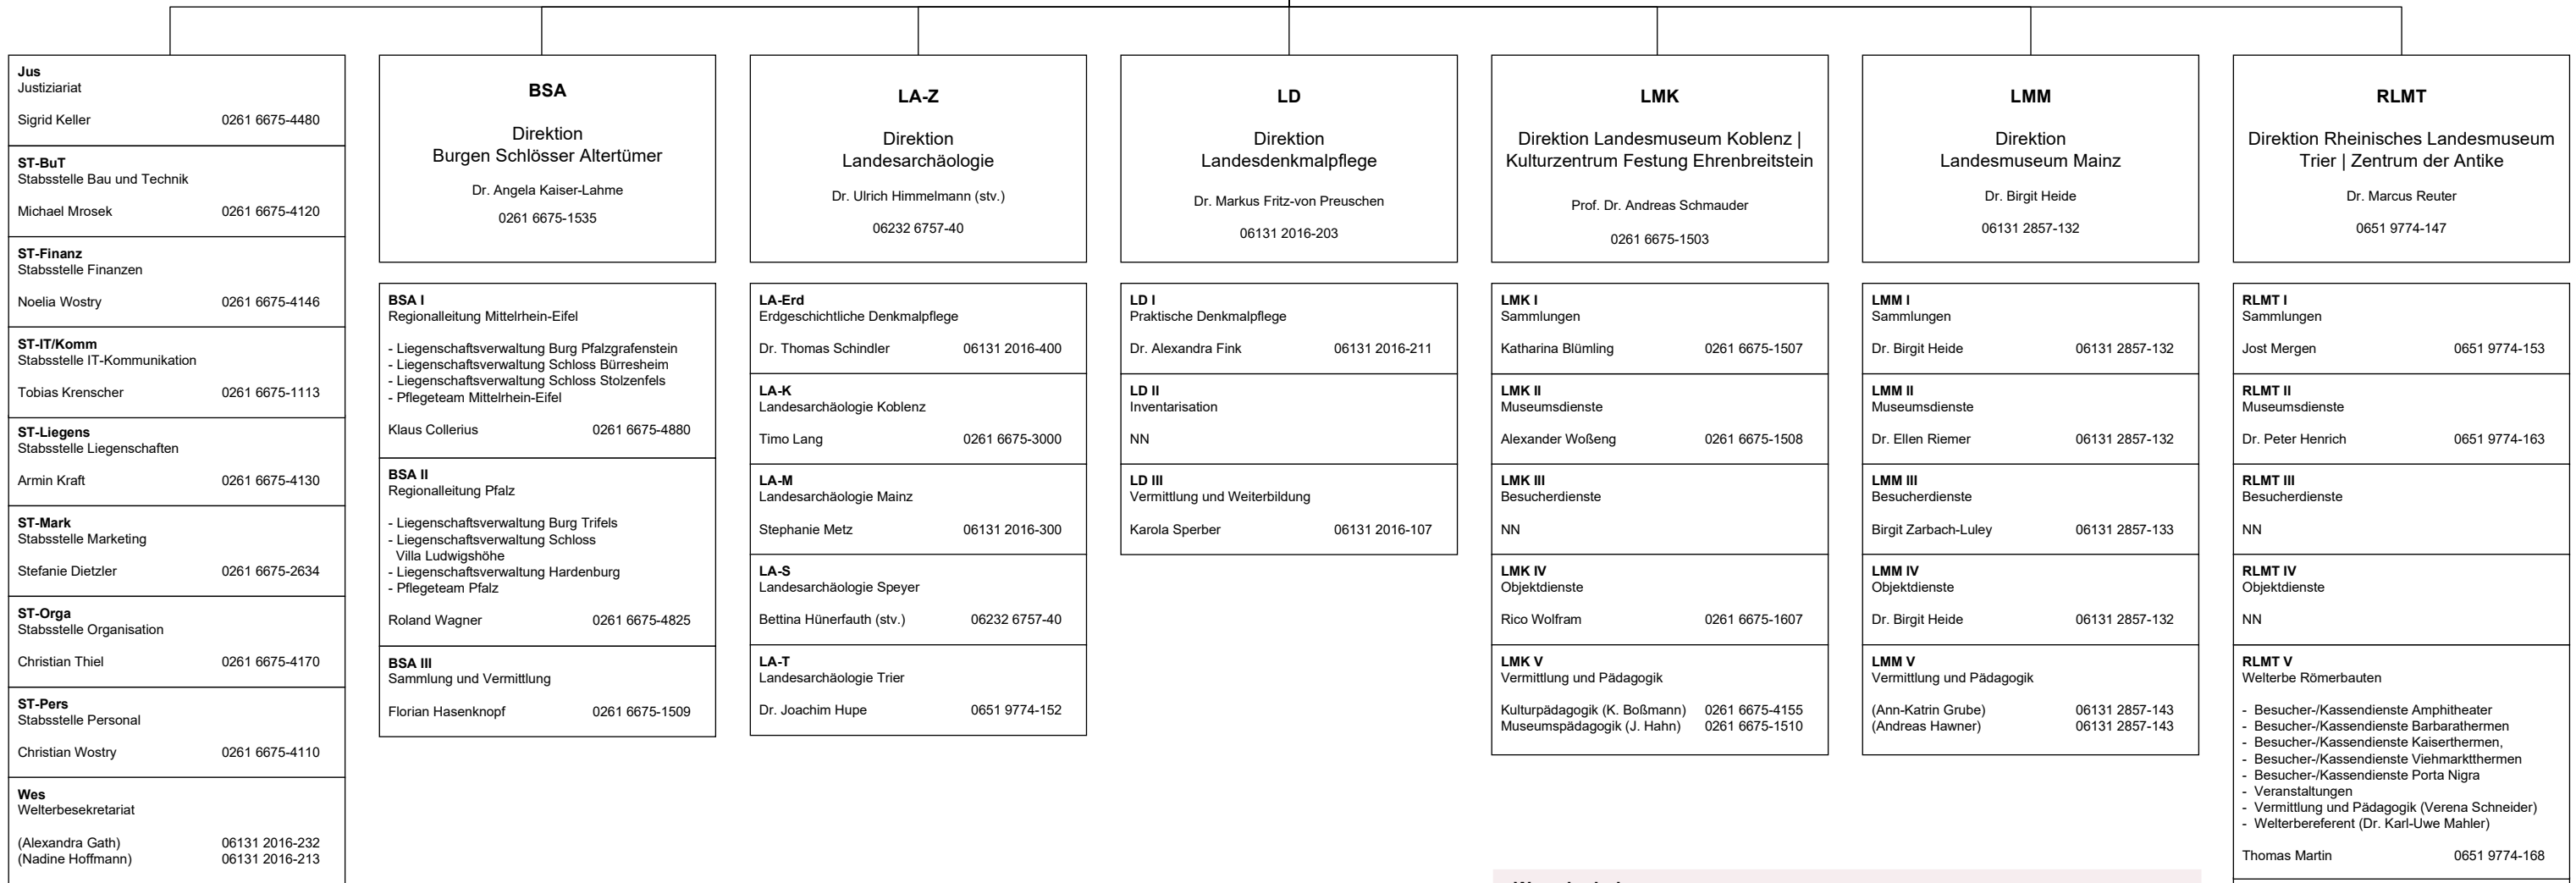 Jus
Justiziariat
Sigrid Keller 0261 6675-4480
ST-BuT
Stabsstelle Bau und Technik
Michael Mrosek 0261 6675-4120
ST-Finanz
Stabsstelle Finanzen
Noelia Wostry 0261 6675-4146
ST-IT/Komm
Stabsstelle IT-Kommunikation
Tobias Krenscher 0261 6675-1113
ST-Liegens
Stabsstelle Liegenschaften
Armin Kraft 0261 6675-4130
ST-Mark
Stabsstelle Marketing
Stefanie Dietzler 0261 6675-2634
ST-Orga
Stabsstelle Organisation
Christian Thiel 0261 6675-4170
ST-Pers
Stabsstelle Personal
Christian Wostry 0261 6675-4110
Wes
Welterbesekretariat
(Alexandra Gath) 06131 2016-232
(Nadine Hoffmann) 06131 2016-213
BSA
Direktion
Burgen Schlösser Altertümer
Dr. Angela Kaiser-Lahme
0261 6675-1535
BSA I
Regionalleitung Mittelrhein-Eifel
- Liegenschaftsverwaltung Burg Pfalzgrafenstein
- Liegenschaftsverwaltung Schloss Bürresheim
- Liegenschaftsverwaltung Schloss Stolzenfels
- Pflegeteam Mittelrhein-Eifel
Klaus Collerius 0261 6675-4880
BSA II
Regionalleitung Pfalz
- Liegenschaftsverwaltung Burg Trifels
- Liegenschaftsverwaltung Schloss
Villa Ludwigshöhe
- Liegenschaftsverwaltung Hardenburg
- Pflegeteam Pfalz
Roland Wagner 0261 6675-4825
BSA III
Sammlung und Vermittlung
Florian Hasenknopf 0261 6675-1509
LA-Z
Direktion
Landesarchäologie
Dr. Ulrich Himmelmann (stv.)
06232 6757-40
LA-Erd
Erdgeschichtliche Denkmalpflege
Dr. Thomas Schindler 06131 2016-400
LA-K
Landesarchäologie Koblenz
Timo Lang 0261 6675-3000
LA-M
Landesarchäologie Mainz
Stephanie Metz 06131 2016-300
LA-S
Landesarchäologie Speyer
Bettina Hünerfauth (stv.) 06232 6757-40
LA-T
Landesarchäologie Trier
Dr. Joachim Hupe 0651 9774-152
LD
Direktion
Landesdenkmalpflege
Dr. Markus Fritz-von Preuschen
06131 2016-203
LD I
Praktische Denkmalpflege
Dr. Alexandra Fink 06131 2016-211
LD II
Inventarisation
NN
LD III
Vermittlung und Weiterbildung
Karola Sperber 06131 2016-107
LMK
Direktion Landesmuseum Koblenz |
Kulturzentrum Festung Ehrenbreitstein
Prof. Dr. Andreas Schmauder
0261 6675-1503
LMK I
Sammlungen
Katharina Blümling 0261 6675-1507
LMK II
Museumsdienste
Alexander Woßeng 0261 6675-1508
LMK III
Besucherdienste
NN
LMK IV
Objektdienste
Rico Wolfram 0261 6675-1607
LMK V
Vermittlung und Pädagogik
Kulturpädagogik (K. Boßmann) 0261 6675-4155
Museumspädagogik (J. Hahn) 0261 6675-1510
LMM
Direktion
Landesmuseum Mainz
Dr. Birgit Heide
06131 2857-132
LMM I
Sammlungen
Dr. Birgit Heide 06131 2857-132
LMM II
Museumsdienste
Dr. Ellen Riemer 06131 2857-132
LMM III
Besucherdienste
Birgit Zarbach-Luley 06131 2857-133
LMM IV
Objektdienste
Dr. Birgit Heide 06131 2857-132
LMM V
Vermittlung und Pädagogik
(Ann-Katrin Grube) 06131 2857-143
(Andreas Hawner) 06131 2857-143
RLMT
Direktion Rheinisches Landesmuseum
Trier | Zentrum der Antike
Dr. Marcus Reuter
0651 9774-147
RLMT I
Sammlungen
Jost Mergen 0651 9774-153
RLMT II
Museumsdienste
Dr. Peter Henrich 0651 9774-163
RLMT III
Besucherdienste
NN
RLMT IV
Objektdienste
NN
RLMT V
Welterbe Römerbauten
- Besucher-/Kassendienste Amphitheater
- Besucher-/Kassendienste Barbarathermen
- Besucher-/Kassendienste Kaiserthermen,
- Besucher-/Kassendienste Viehmarktthermen
- Besucher-/Kassendienste Porta Nigra
- Veranstaltungen
- Vermittlung und Pädagogik (Verena Schneider)
- Welterbereferent (Dr. Karl-Uwe Mahler)
Thomas Martin 0651 9774-168